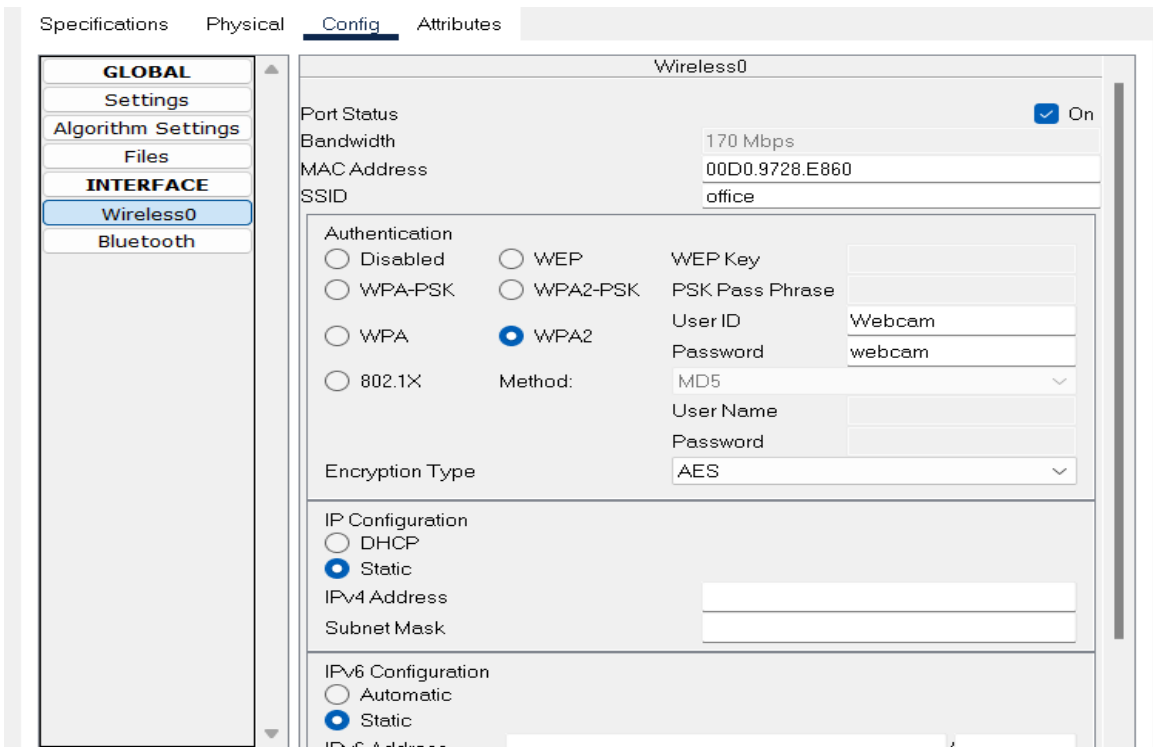 Specifications Physical Config Attributes
GLOBAL
Settings
Algorithm Settings
Files
INTERFACE
Wireless0
Bluetooth
Wireless0
Port Status On
Bandwidth 170 Mbps
MAC Address 00D0.9728.E860
SSID office
Authentication
Disabled WEP WEP Key
WPA-PSK WPA2-PSK PSK Pass Phrase
User ID Webcam
WPA WPA2
Password webcam
802.1X Method: MD5
User Name
Password
Encryption Type AES
IP Configuration
DHCP
Static
IPv4 Address
Subnet Mask
IPv6 Configuration
Automatic
Static
IPv6 Address /